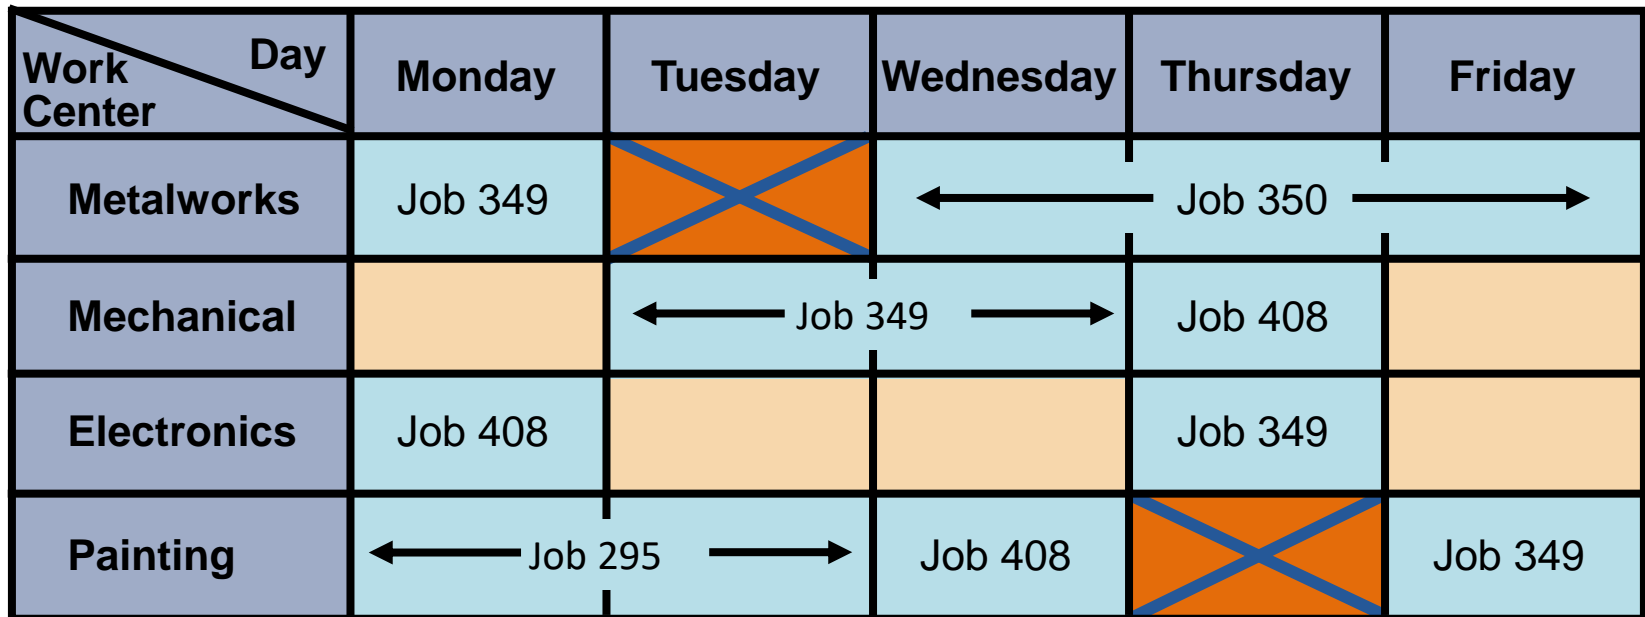 Day
Work
Center
Monday
Tuesday
Wednesday
Thursday
Friday
Metalworks
Job 349
Job 350
Mechanical
Job 349
Job 408
Electronics
Job 408
Job 349
Painting
Job 295
Job 408
Job 349